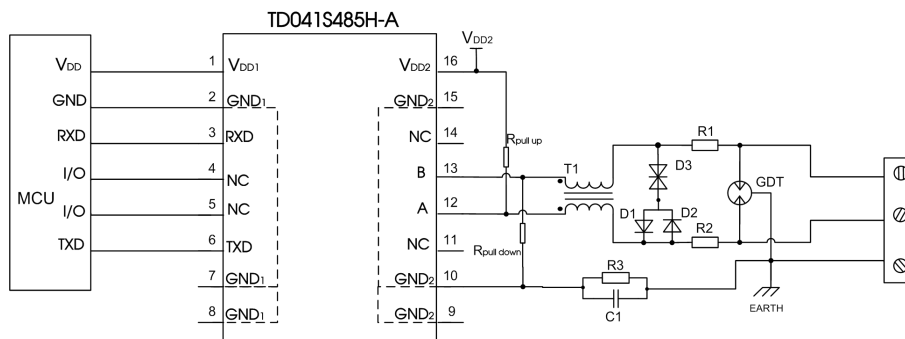 TD041S485H-A
VDD2
VDD 1 VDD1 VDD2 16
GND 2 GND1 GND2 15
RXD 3 RXD NC 14 Rpull up R1
I/O 4 NC B 13 T1 D3 GDT
MCU I/O 5 NC A 12 D1 D2
TXD 6 TXD NC 11 Rpull down R2
7 GND1 GND2 10 R3
8 GND1 GND2 9 C1 EARTH